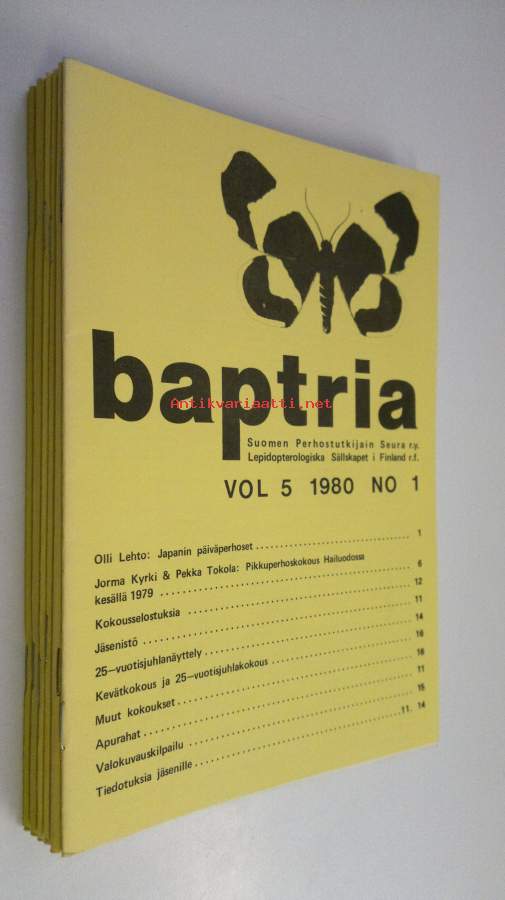 baptria
Antikvariaatti.net
Suomen Perhostutkijain Seura r.y.
Lepidopterologiska Sällskapet i Finland r.f.
VOL 5 1980 NO 1
Olli Lehto: Japanin päiväperhoset 1
Jorma Kyrki & Pekka Tokola: Pikkuperhoskokous Hailuodossa
kesällä 1979 6
Kokousselostuksia 12
Jäsenistö 11
25–vuotisjuhlanäyttely 14
Kevätkokous ja 25–vuotisjuhlakokous 16
Muut kokoukset 16
Apurahat 11
Valokuvauskilpailu 15
Tiedotuksia jäsenille 11. 14